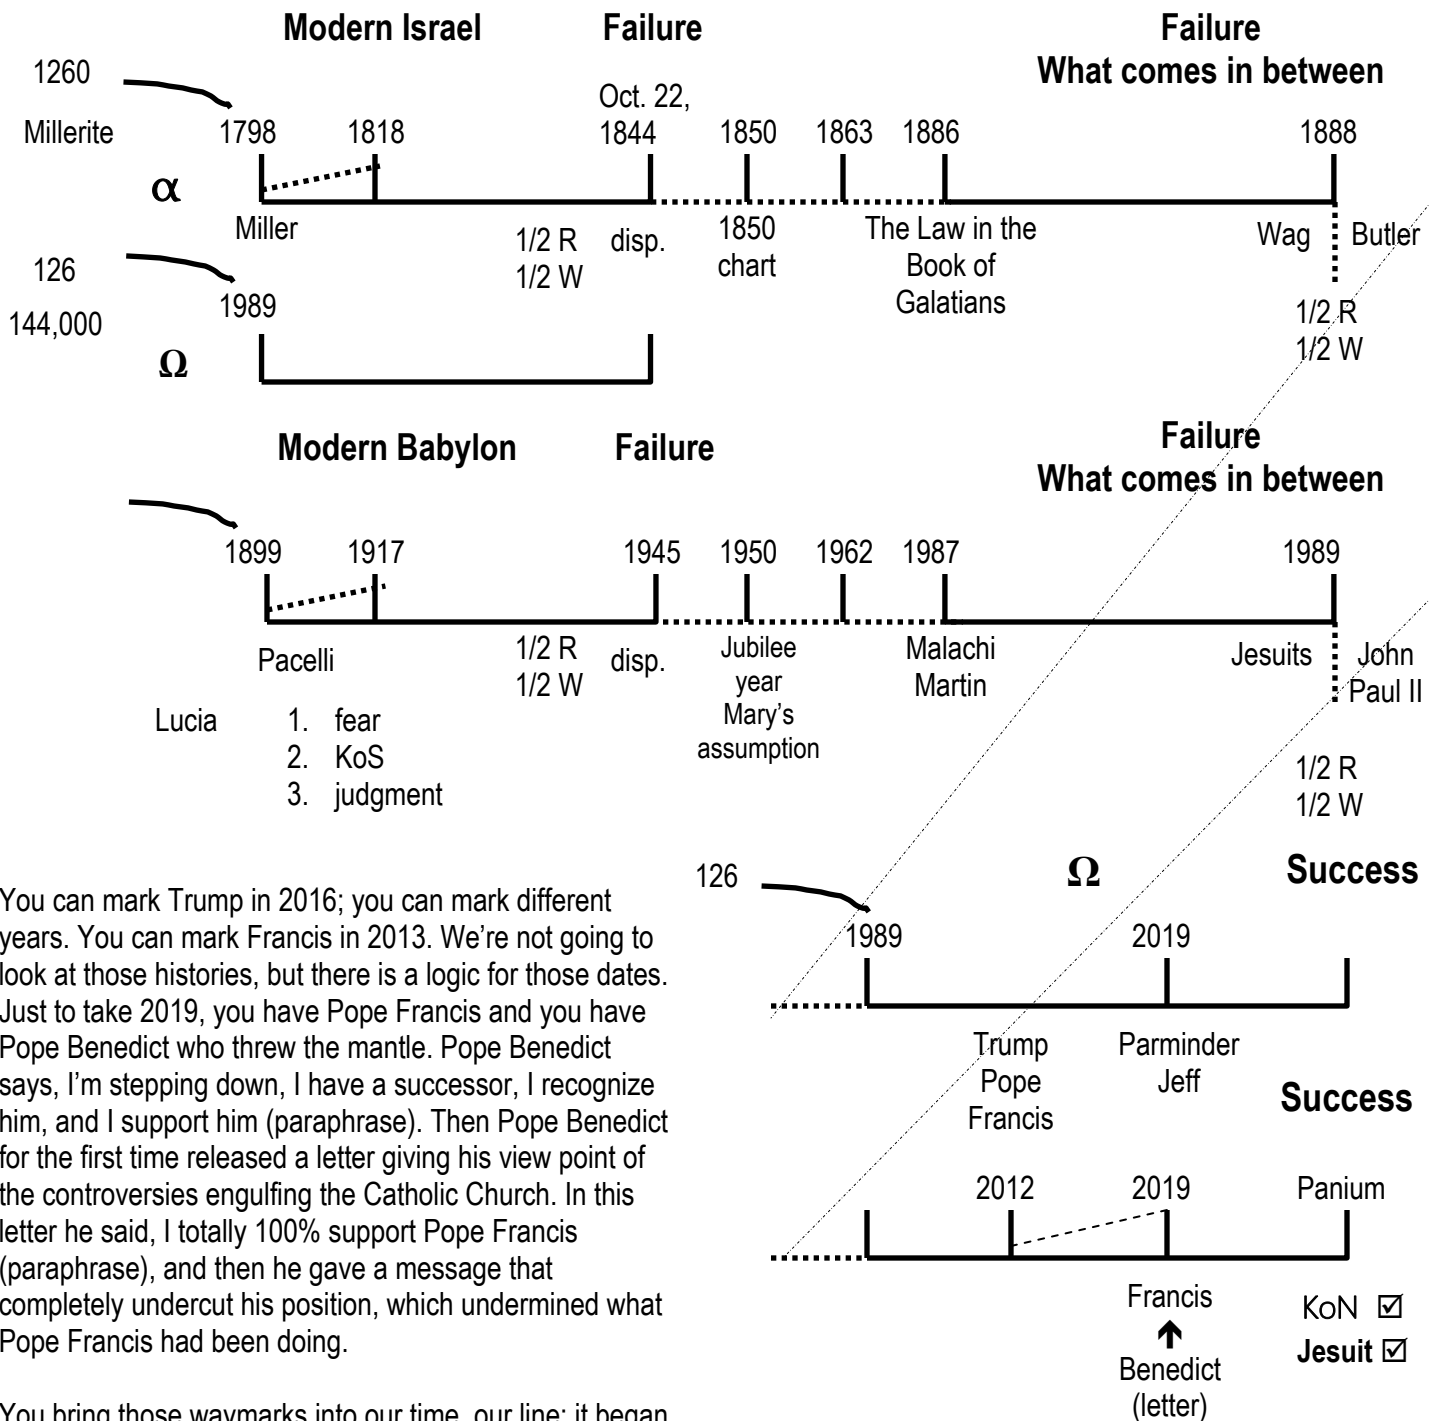 Modern Israel Failure Failure
What comes in between
1260
Oct. 22,
Millerite 1798 1818 1844 1850 1863 1886 1888
α
Miller 1/2 R disp. 1850 The Law in the Wag Butler
1/2 W chart Book of
Galatians
126
1989
144,000
1/2 R
1/2 W
Ω
Modern Babylon Failure Failure
What comes in between
1899 1917 1945 1950 1962 1987 1989
Pacelli 1/2 R disp. Jubilee Malachi Jesuits John
1/2 W year Martin Paul II
Mary's
assumption
Lucia 1. fear
2. KoS
3. judgment
1/2 R
1/2 W
126 Ω Success
1989 2019
Trump Parminder
Pope Jeff
Francis
Success
2012 2019 Panium
Francis KoN ☑
🡩 Jesuit ☑
Benedict
(letter)
You can mark Trump in 2016; you can mark different
years. You can mark Francis in 2013. We're not going to
look at those histories, but there is a logic for those dates.
Just to take 2019, you have Pope Francis and you have
Pope Benedict who threw the mantle. Pope Benedict
says, I'm stepping down, I have a successor, I recognize
him, and I support him (paraphrase). Then Pope Benedict
for the first time released a letter giving his view point of
the controversies engulfing the Catholic Church. In this
letter he said, I totally 100% support Pope Francis
(paraphrase), and then he gave a message that
completely undercut his position, which undermined what
Pope Francis had been doing.
You bring those waymarks into our time, our line; it began